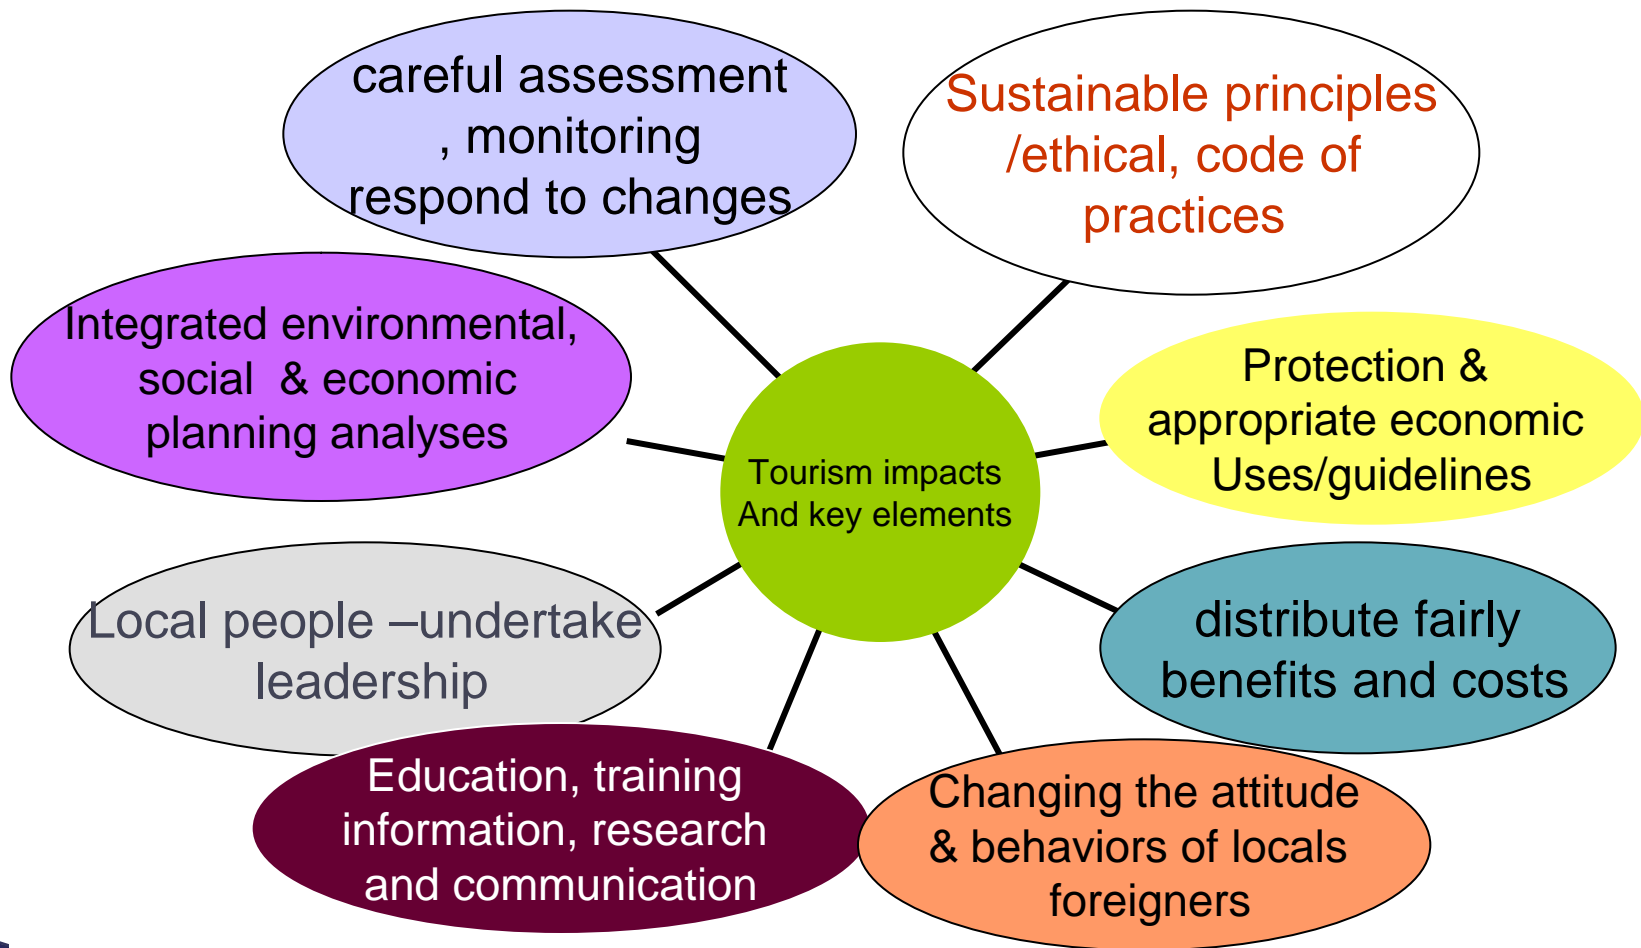 careful assessment
, monitoring
respond to changes
Sustainable principles
/ethical, code of
practices
Integrated environmental,
social & economic
planning analyses
Protection &
appropriate economic
Uses/guidelines
Tourism impacts
And key elements
Local people –undertake
leadership
distribute fairly
benefits and costs
Education, training
information, research
and communication
Changing the attitude
& behaviors of locals
foreigners